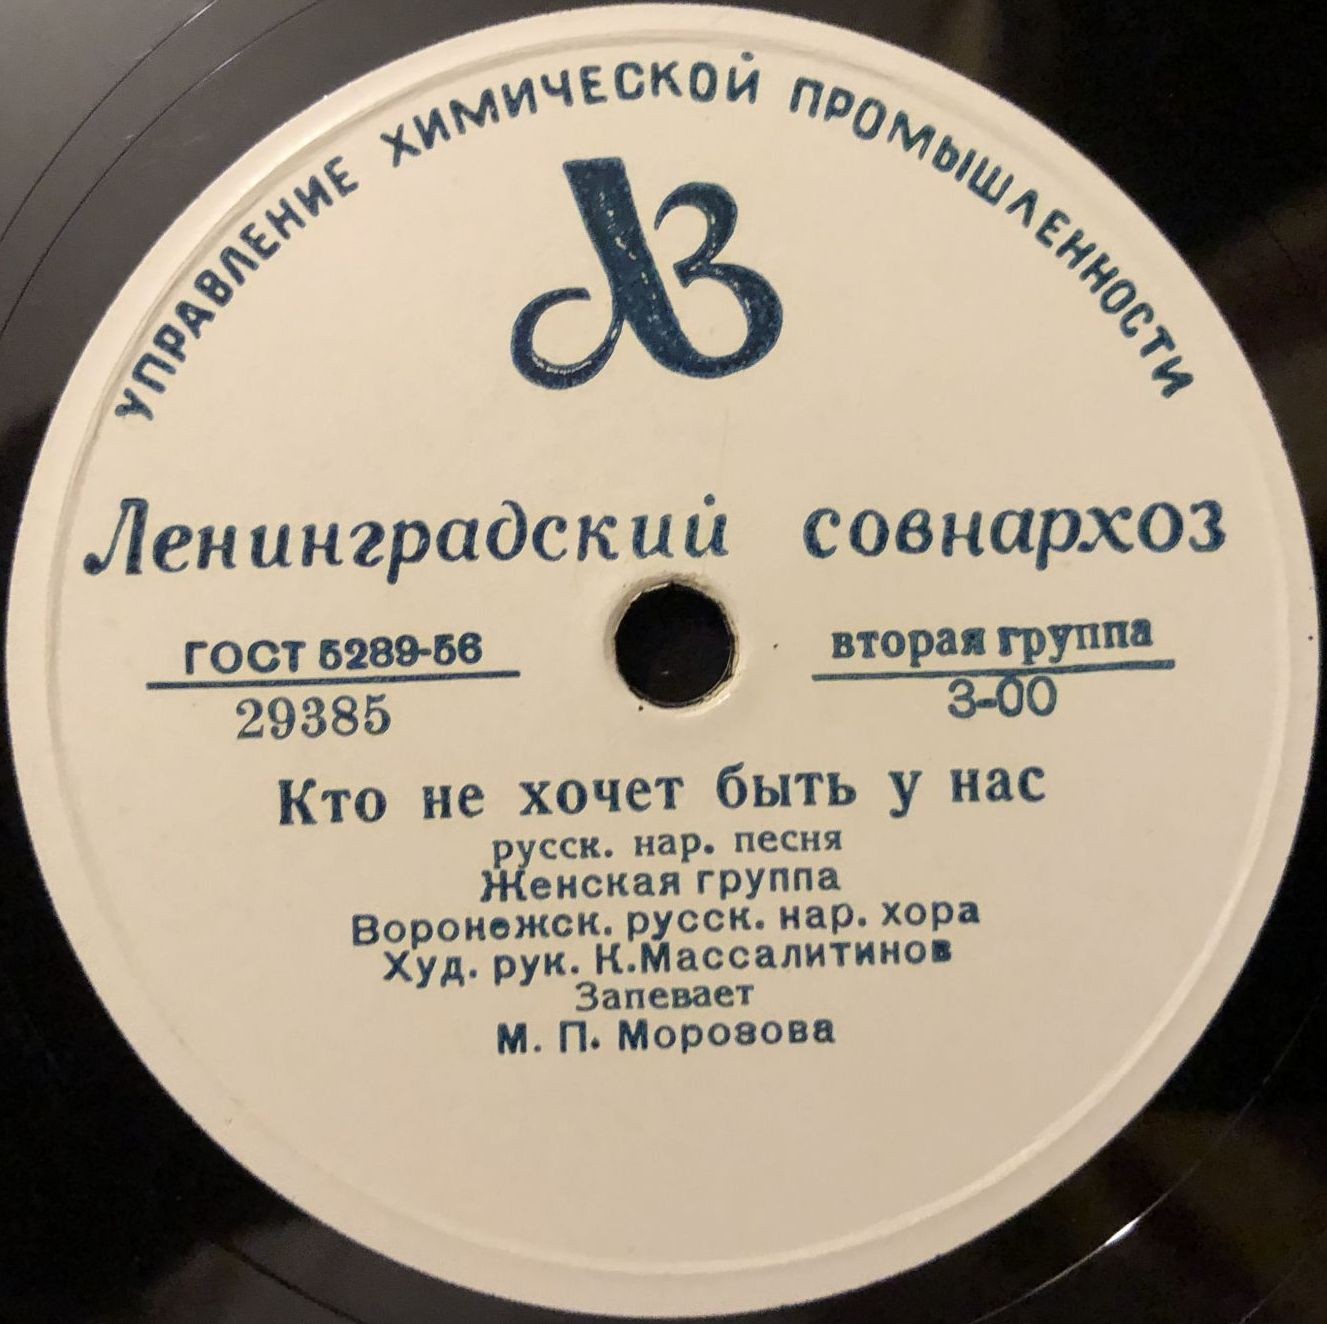 УПРАВЛЕНИЕ ХИМИЧЕСКОЙ ПРОМЫШЛЕННОСТИ
ЛЗ
Ленинградский совнархоз
ГОСТ 5289-56
29385
вторая группа
3-00
Кто не хочет быть у нас
русск. нар. песня
Женская группа
Воронежск. русск. нар. хора
Худ. рук. К.Массалитинов
Запевает
М. П. Морозова